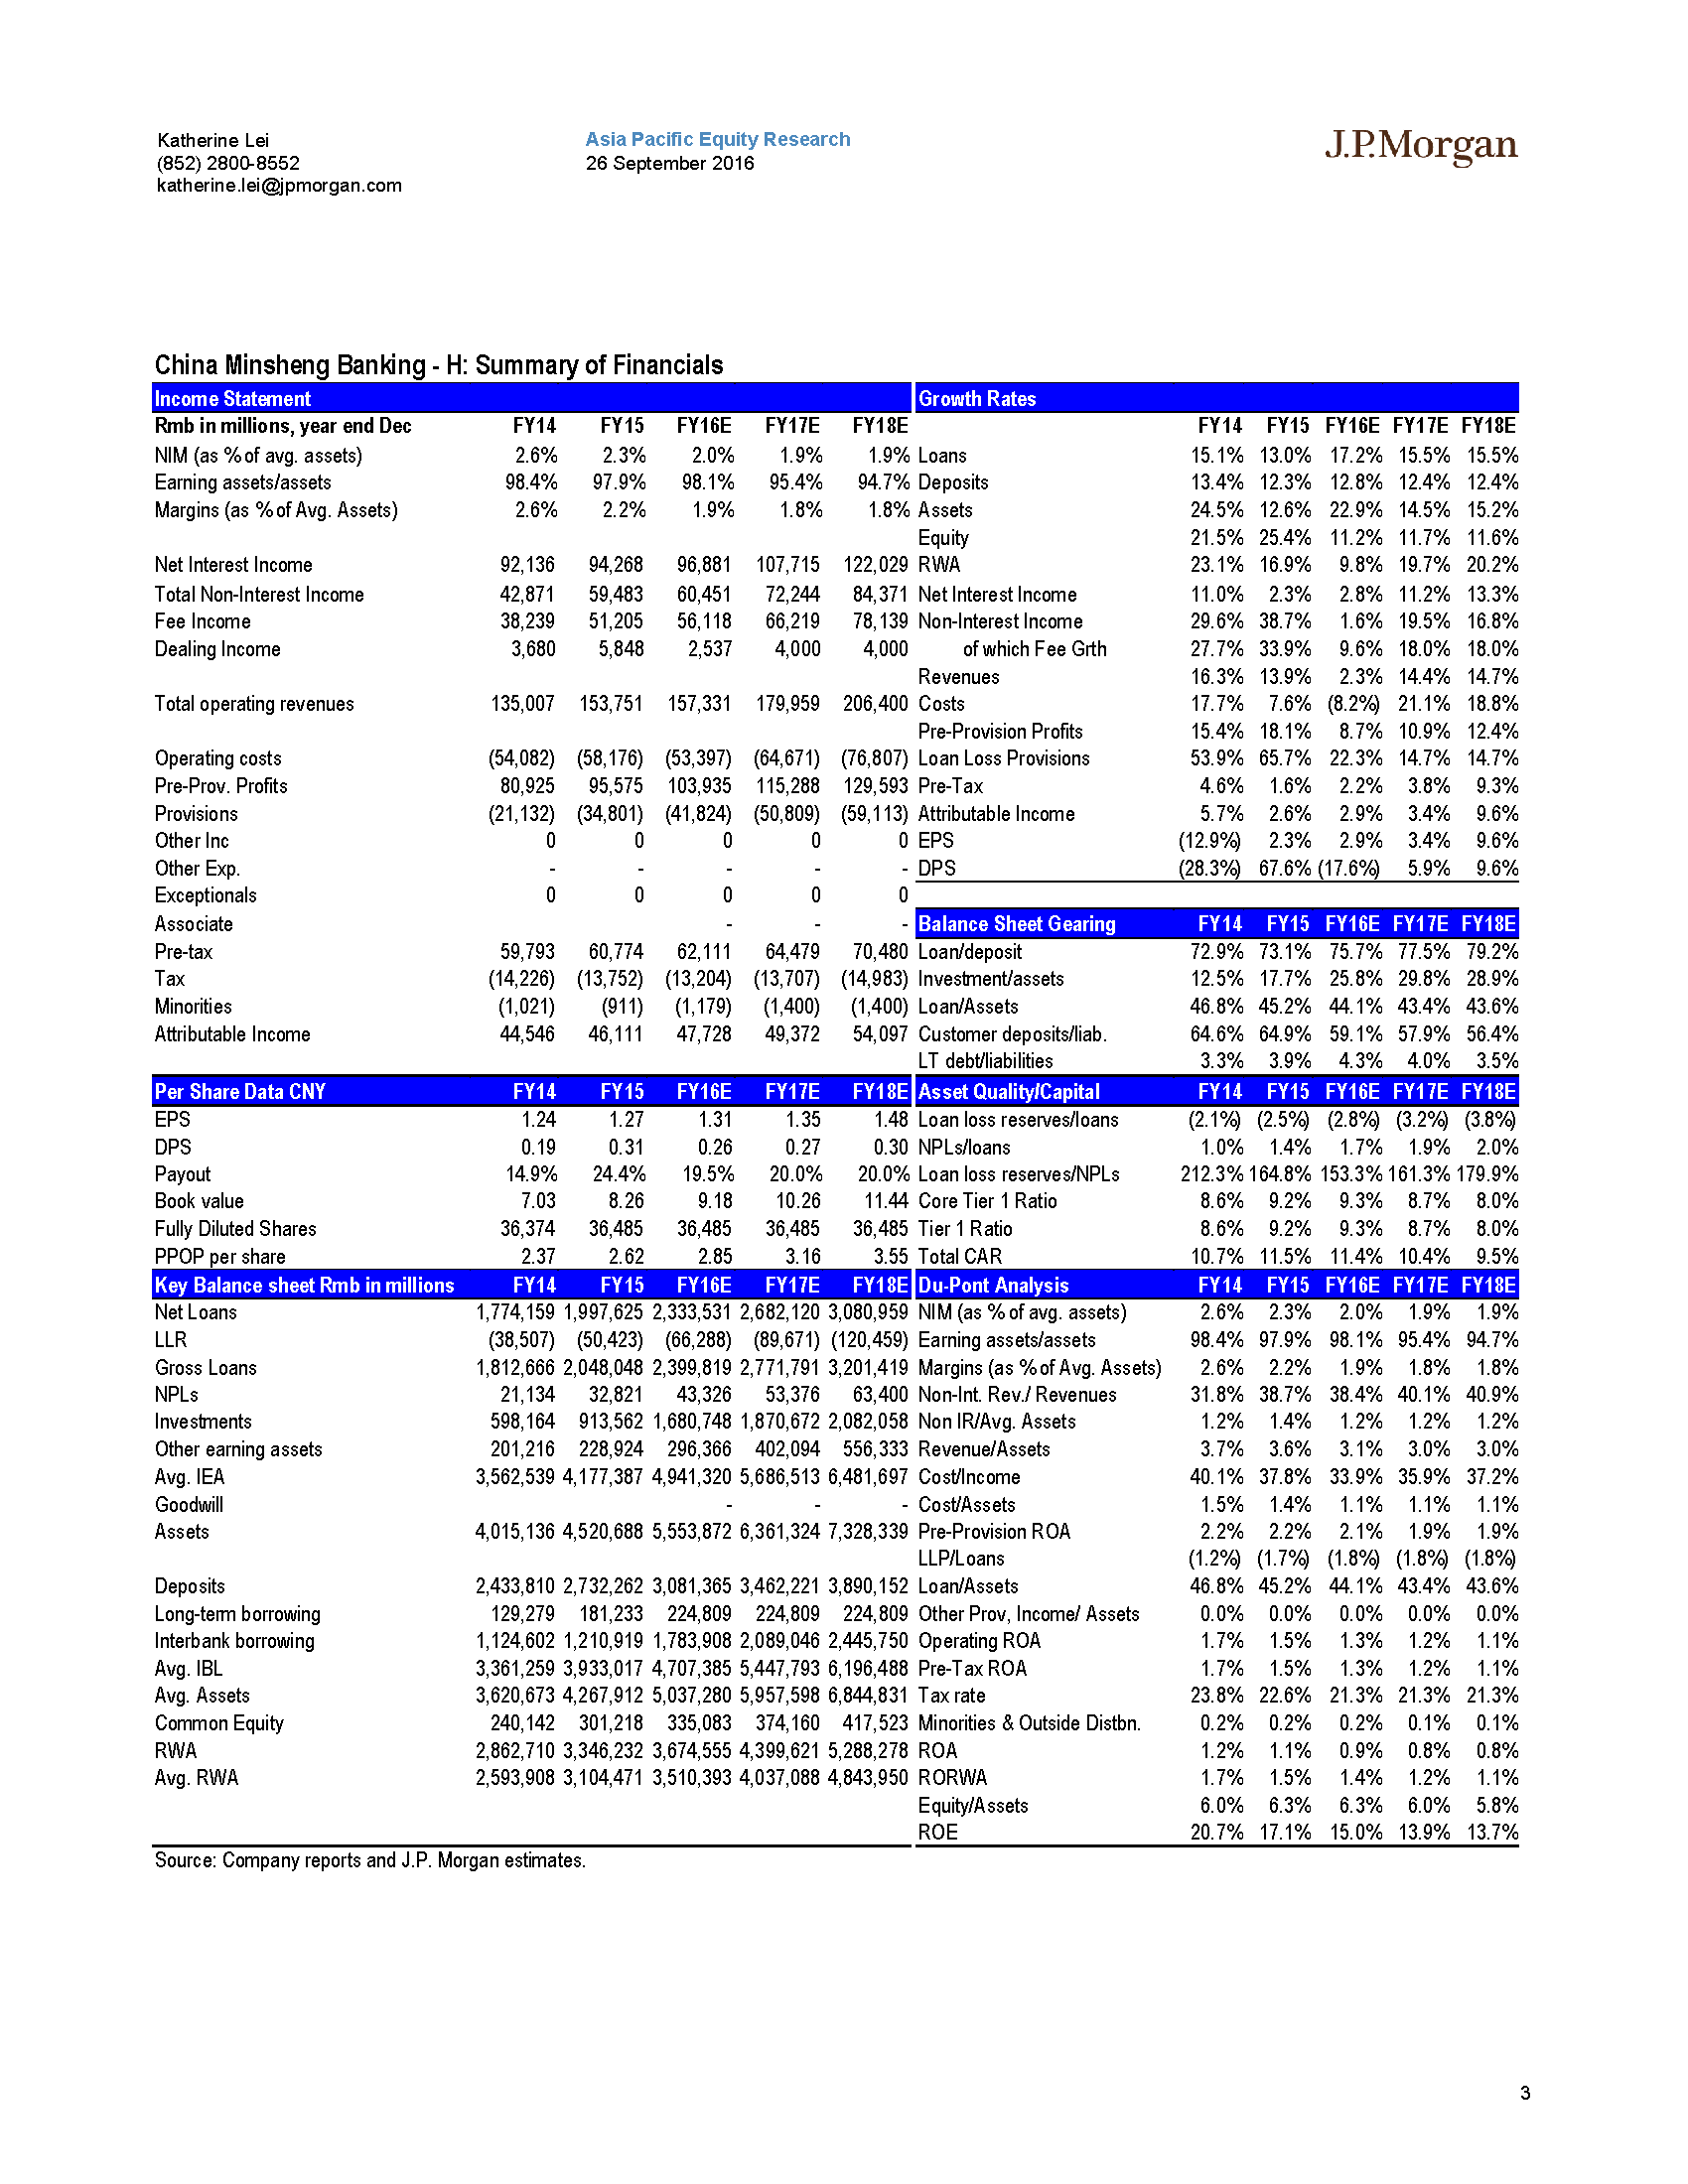 Katherine Lei
(852) 2800-8552
katherine.lei@jpmorgan.com
Asia Pacific Equity Research
26 September 2016
J.P.Morgan
China Minsheng Banking - H: Summary of Financials
Income Statement
Rmb in millions, year end Dec FY14 FY15 FY16E FY17E FY18E
NIM (as % of avg. assets) 2.6% 2.3% 2.0% 1.9% 1.9%
Earning assets/assets 98.4% 97.9% 98.1% 95.4% 94.7%
Margins (as % of Avg. Assets) 2.6% 2.2% 1.9% 1.8% 1.8%
Net Interest Income 92,136 94,268 96,881 107,715 122,029
Total Non-Interest Income 42,871 59,483 60,451 72,244 84,371
Fee Income 38,239 51,205 56,118 66,219 78,139
Dealing Income 3,680 5,848 2,537 4,000 4,000
Total operating revenues 135,007 153,751 157,331 179,959 206,400
Operating costs (54,082) (58,176) (53,397) (64,671) (76,807)
Pre-Prov. Profits 80,925 95,575 103,935 115,288 129,593
Provisions (21,132) (34,801) (41,824) (50,809) (59,113)
Other Inc 0 0 0 0 0
Other Exp. - - - - -
Exceptionals 0 0 0 0 0
Associate - - -
Pre-tax 59,793 60,774 62,111 64,479 70,480
Tax (14,226) (13,752) (13,204) (13,707) (14,983)
Minorities (1,021) (911) (1,179) (1,400) (1,400)
Attributable Income 44,546 46,111 47,728 49,372 54,097
Per Share Data CNY FY14 FY15 FY16E FY17E FY18E
EPS 1.24 1.27 1.31 1.35 1.48
DPS 0.19 0.31 0.26 0.27 0.30
Payout 14.9% 24.4% 19.5% 20.0% 20.0%
Book value 7.03 8.26 9.18 10.26 11.44
Fully Diluted Shares 36,374 36,485 36,485 36,485 36,485
PPOP per share 2.37 2.62 2.85 3.16 3.55
Key Balance sheet Rmb in millions FY14 FY15 FY16E FY17E FY18E
Net Loans 1,774,159 1,997,625 2,333,531 2,682,120 3,080,959
LLR (38,507) (50,423) (66,288) (89,671) (120,459)
Gross Loans 1,812,666 2,048,048 2,399,819 2,771,791 3,201,419
NPLs 21,134 32,821 43,326 53,376 63,400
Investments 598,164 913,562 1,680,748 1,870,672 2,082,058
Other earning assets 201,216 228,924 296,366 402,094 556,333
Avg. IEA 3,562,539 4,177,387 4,941,320 5,686,513 6,481,697
Goodwill - - -
Assets 4,015,136 4,520,688 5,553,872 6,361,324 7,328,339
Deposits 2,433,810 2,732,262 3,081,365 3,462,221 3,890,152
Long-term borrowing 129,279 181,233 224,809 224,809 224,809
Interbank borrowing 1,124,602 1,210,919 1,783,908 2,089,046 2,445,750
Avg. IBL 3,361,259 3,933,017 4,707,385 5,447,793 6,196,488
Avg. Assets 3,620,673 4,267,912 5,037,280 5,957,598 6,844,831
Common Equity 240,142 301,218 335,083 374,160 417,523
RWA 2,862,710 3,346,232 3,674,555 4,399,621 5,288,278
Avg. RWA 2,593,908 3,104,471 3,510,393 4,037,088 4,843,950
Growth Rates
FY14 FY15 FY16E FY17E FY18E
Loans 15.1% 13.0% 17.2% 15.5% 15.5%
Deposits 13.4% 12.3% 12.8% 12.4% 12.4%
Assets 24.5% 12.6% 22.9% 14.5% 15.2%
Equity 21.5% 25.4% 11.2% 11.7% 11.6%
RWA 23.1% 16.9% 9.8% 19.7% 20.2%
Net Interest Income 11.0% 2.3% 2.8% 11.2% 13.3%
Non-Interest Income 29.6% 38.7% 1.6% 19.5% 16.8%
of which Fee Grth 27.7% 33.9% 9.6% 18.0% 18.0%
Revenues 16.3% 13.9% 2.3% 14.4% 14.7%
Costs 17.7% 7.6% (8.2%) 21.1% 18.8%
Pre-Provision Profits 15.4% 18.1% 8.7% 10.9% 12.4%
Loan Loss Provisions 53.9% 65.7% 22.3% 14.7% 14.7%
Pre-Tax 4.6% 1.6% 2.2% 3.8% 9.3%
Attributable Income 5.7% 2.6% 2.9% 3.4% 9.6%
EPS (12.9%) 2.3% 2.9% 3.4% 9.6%
DPS (28.3%) 67.6% (17.6%) 5.9% 9.6%
Balance Sheet Gearing FY14 FY15 FY16E FY17E FY18E
Loan/deposit 72.9% 73.1% 75.7% 77.5% 79.2%
Investment/assets 12.5% 17.7% 25.8% 29.8% 28.9%
Loan/Assets 46.8% 45.2% 44.1% 43.4% 43.6%
Customer deposits/liab. 64.6% 64.9% 59.1% 57.9% 56.4%
LT debt/liabilities 3.3% 3.9% 4.3% 4.0% 3.5%
Asset Quality/Capital FY14 FY15 FY16E FY17E FY18E
Loan loss reserves/loans (2.1%) (2.5%) (2.8%) (3.2%) (3.8%)
NPLs/loans 1.0% 1.4% 1.7% 1.9% 2.0%
Loan loss reserves/NPLs 212.3% 164.8% 153.3% 161.3% 179.9%
Core Tier 1 Ratio 8.6% 9.2% 9.3% 8.7% 8.0%
Tier 1 Ratio 8.6% 9.2% 9.3% 8.7% 8.0%
Total CAR 10.7% 11.5% 11.4% 10.4% 9.5%
Du-Pont Analysis FY14 FY15 FY16E FY17E FY18E
NIM (as % of avg. assets) 2.6% 2.3% 2.0% 1.9% 1.9%
Earning assets/assets 98.4% 97.9% 98.1% 95.4% 94.7%
Margins (as % of Avg. Assets) 2.6% 2.2% 1.9% 1.8% 1.8%
Non-Int. Rev./ Revenues 31.8% 38.7% 38.4% 40.1% 40.9%
Non IR/Avg. Assets 1.2% 1.4% 1.2% 1.2% 1.2%
Revenue/Assets 3.7% 3.6% 3.1% 3.0% 3.0%
Cost/Income 40.1% 37.8% 33.9% 35.9% 37.2%
Cost/Assets 1.5% 1.4% 1.1% 1.1% 1.1%
Pre-Provision ROA 2.2% 2.2% 2.1% 1.9% 1.9%
LLP/Loans (1.2%) (1.7%) (1.8%) (1.8%) (1.8%)
Loan/Assets 46.8% 45.2% 44.1% 43.4% 43.6%
Other Prov, Income/ Assets 0.0% 0.0% 0.0% 0.0% 0.0%
Operating ROA 1.7% 1.5% 1.3% 1.2% 1.1%
Pre-Tax ROA 1.7% 1.5% 1.3% 1.2% 1.1%
Tax rate 23.8% 22.6% 21.3% 21.3% 21.3%
Minorities & Outside Distbn. 0.2% 0.2% 0.2% 0.1% 0.1%
ROA 1.2% 1.1% 0.9% 0.8% 0.8%
RORWA 1.7% 1.5% 1.4% 1.2% 1.1%
Equity/Assets 6.0% 6.3% 6.3% 6.0% 5.8%
ROE 20.7% 17.1% 15.0% 13.9% 13.7%
Source: Company reports and J.P. Morgan estimates.
3